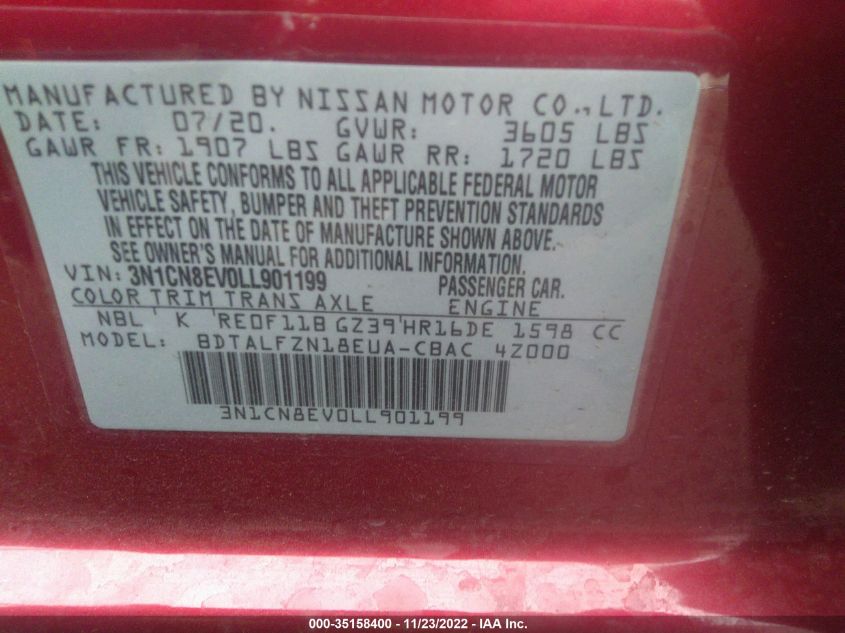 MANUFACTURED BY NISSAN MOTOR CO., LTD.
DATE: 07/20. GVWR: 3605 LBS
GAWR FR: 1907 LBS GAWR RR: 1720 LBS
THIS VEHICLE CONFORMS TO ALL APPLICABLE FEDERAL MOTOR
VEHICLE SAFETY, BUMPER AND THEFT PREVENTION STANDARDS
IN EFFECT ON THE DATE OF MANUFACTURE SHOWN ABOVE.
SEE OWNER'S MANUAL FOR ADDITIONAL INFORMATION.
VIN: 3N1CN8EV0LL901199 PASSENGER CAR.
COLOR TRIM TRANS AXLE ENGINE
NBL K RE0F11B GZ39 HR16DE 1598 CC
MODEL: BDTALFZN18EUA-CBAC 4Z000
3N1CN8EV0LL901199
000-35158400 - 11/23/2022 - IAA Inc.